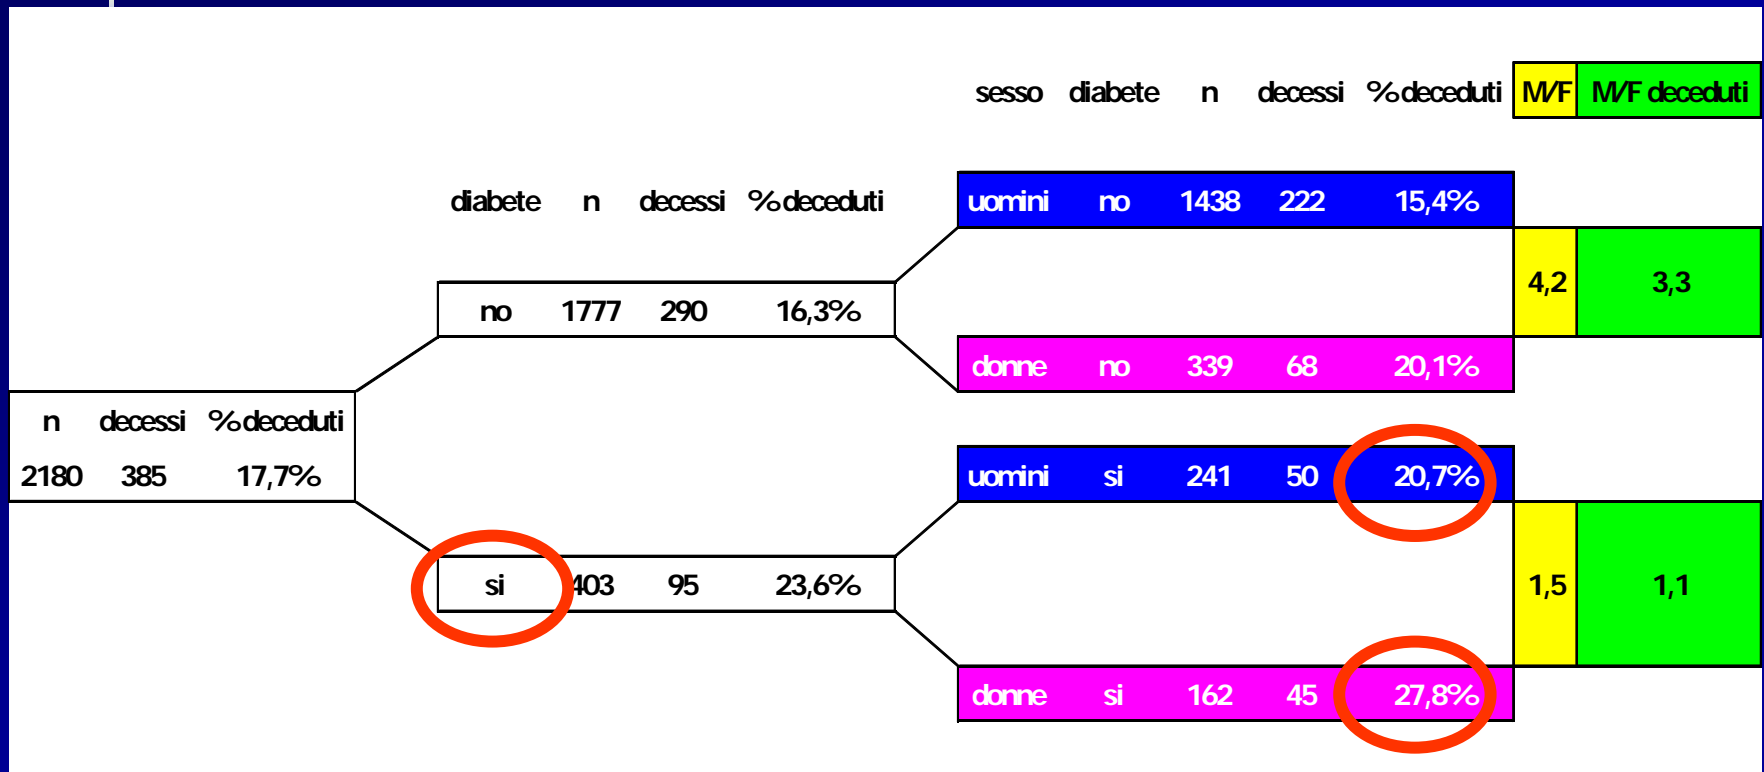 sesso diabete n decessi % deceduti M/F M/F deceduti
diabete n decessi % deceduti
uomini no 1438 222 15,4%
4,2 3,3
no 1777 290 16,3%
donne no 339 68 20,1%
n decessi % deceduti
2180 385 17,7%
uomini si 241 50 20,7%
si 403 95 23,6%
1,5 1,1
donne si 162 45 27,8%